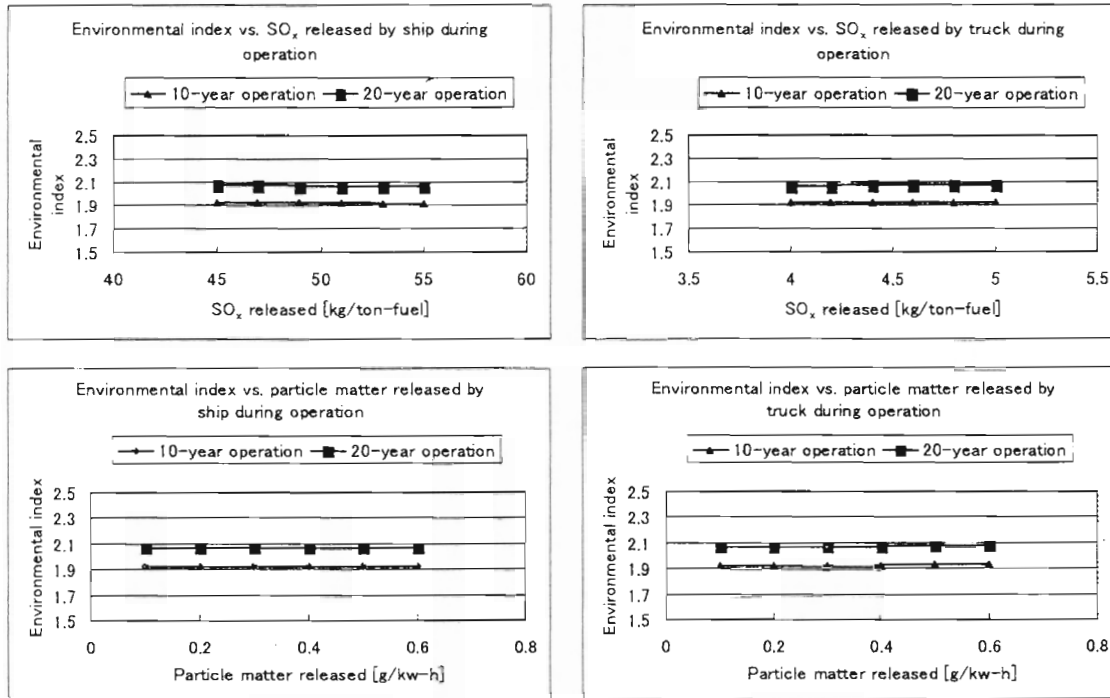 Environmental index vs. SOx released by ship during
operation
10-year operation 20-year operation
Environmental
index
2.5
2.3
2.1
1.9
1.7
1.5
40 45 50 55 60
SOx released [kg/ton-fuel]
Environmental index vs. SOx released by truck during
operation
10-year operation 20-year operation
Environmental
index
2.5
2.3
2.1
1.9
1.7
1.5
3.5 4 4.5 5 5.5
SOx released [kg/ton-fuel]
Environmental index vs. particle matter released by
ship during operation
10-year operation 20-year operation
Environmental index
2.5
2.3
2.1
1.9
1.7
1.5
0 0.2 0.4 0.6 0.8
Particle matter released [g/kw-h]
Environmental index vs. particle matter released by
truck during operation
10-year operation 20-year operation
Environmental index
2.5
2.3
2.1
1.9
1.7
1.5
0 0.2 0.4 0.6 0.8
Particle matter released [g/kw-h]